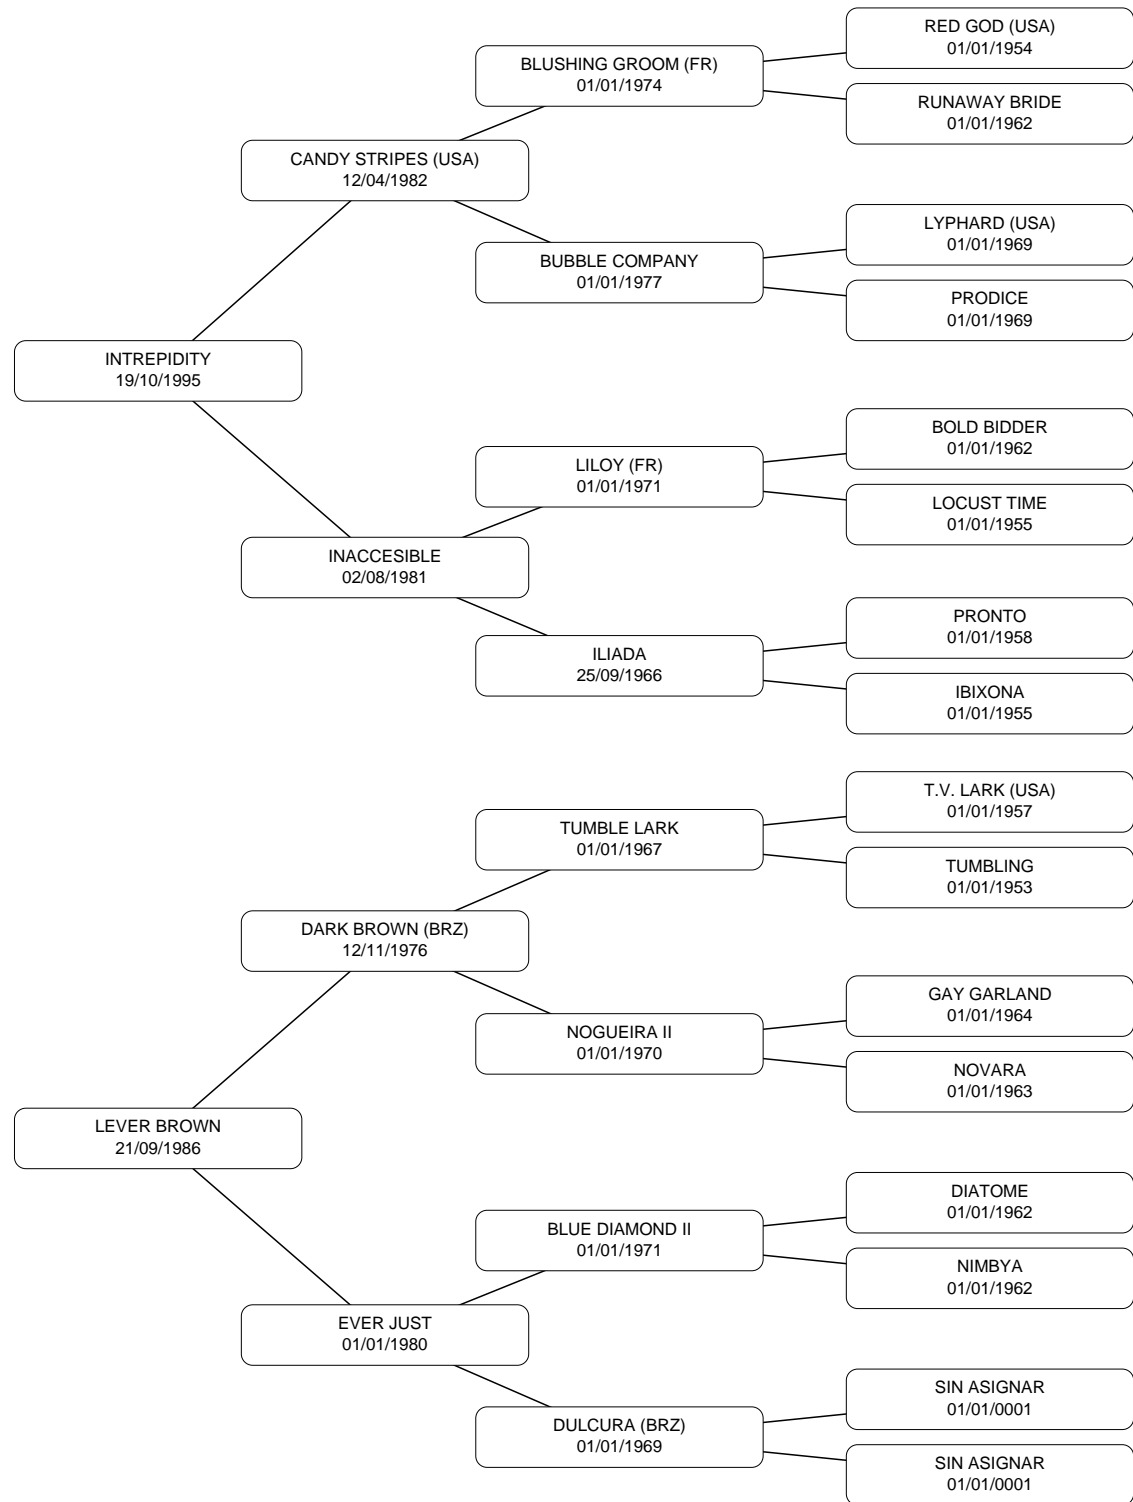 RED GOD (USA)
01/01/1954
BLUSHING GROOM (FR)
01/01/1974
RUNAWAY BRIDE
01/01/1962
CANDY STRIPES (USA)
12/04/1982
LYPHARD (USA)
01/01/1969
BUBBLE COMPANY
01/01/1977
PRODICE
01/01/1969
INTREPIDITY
19/10/1995
BOLD BIDDER
01/01/1962
LILOY (FR)
01/01/1971
LOCUST TIME
01/01/1955
INACCESIBLE
02/08/1981
PRONTO
01/01/1958
ILIADA
25/09/1966
IBIXONA
01/01/1955
T.V. LARK (USA)
01/01/1957
TUMBLE LARK
01/01/1967
TUMBLING
01/01/1953
DARK BROWN (BRZ)
12/11/1976
GAY GARLAND
01/01/1964
NOGUEIRA II
01/01/1970
NOVARA
01/01/1963
LEVER BROWN
21/09/1986
DIATOME
01/01/1962
BLUE DIAMOND II
01/01/1971
NIMBYA
01/01/1962
EVER JUST
01/01/1980
SIN ASIGNAR
01/01/0001
DULCURA (BRZ)
01/01/1969
SIN ASIGNAR
01/01/0001